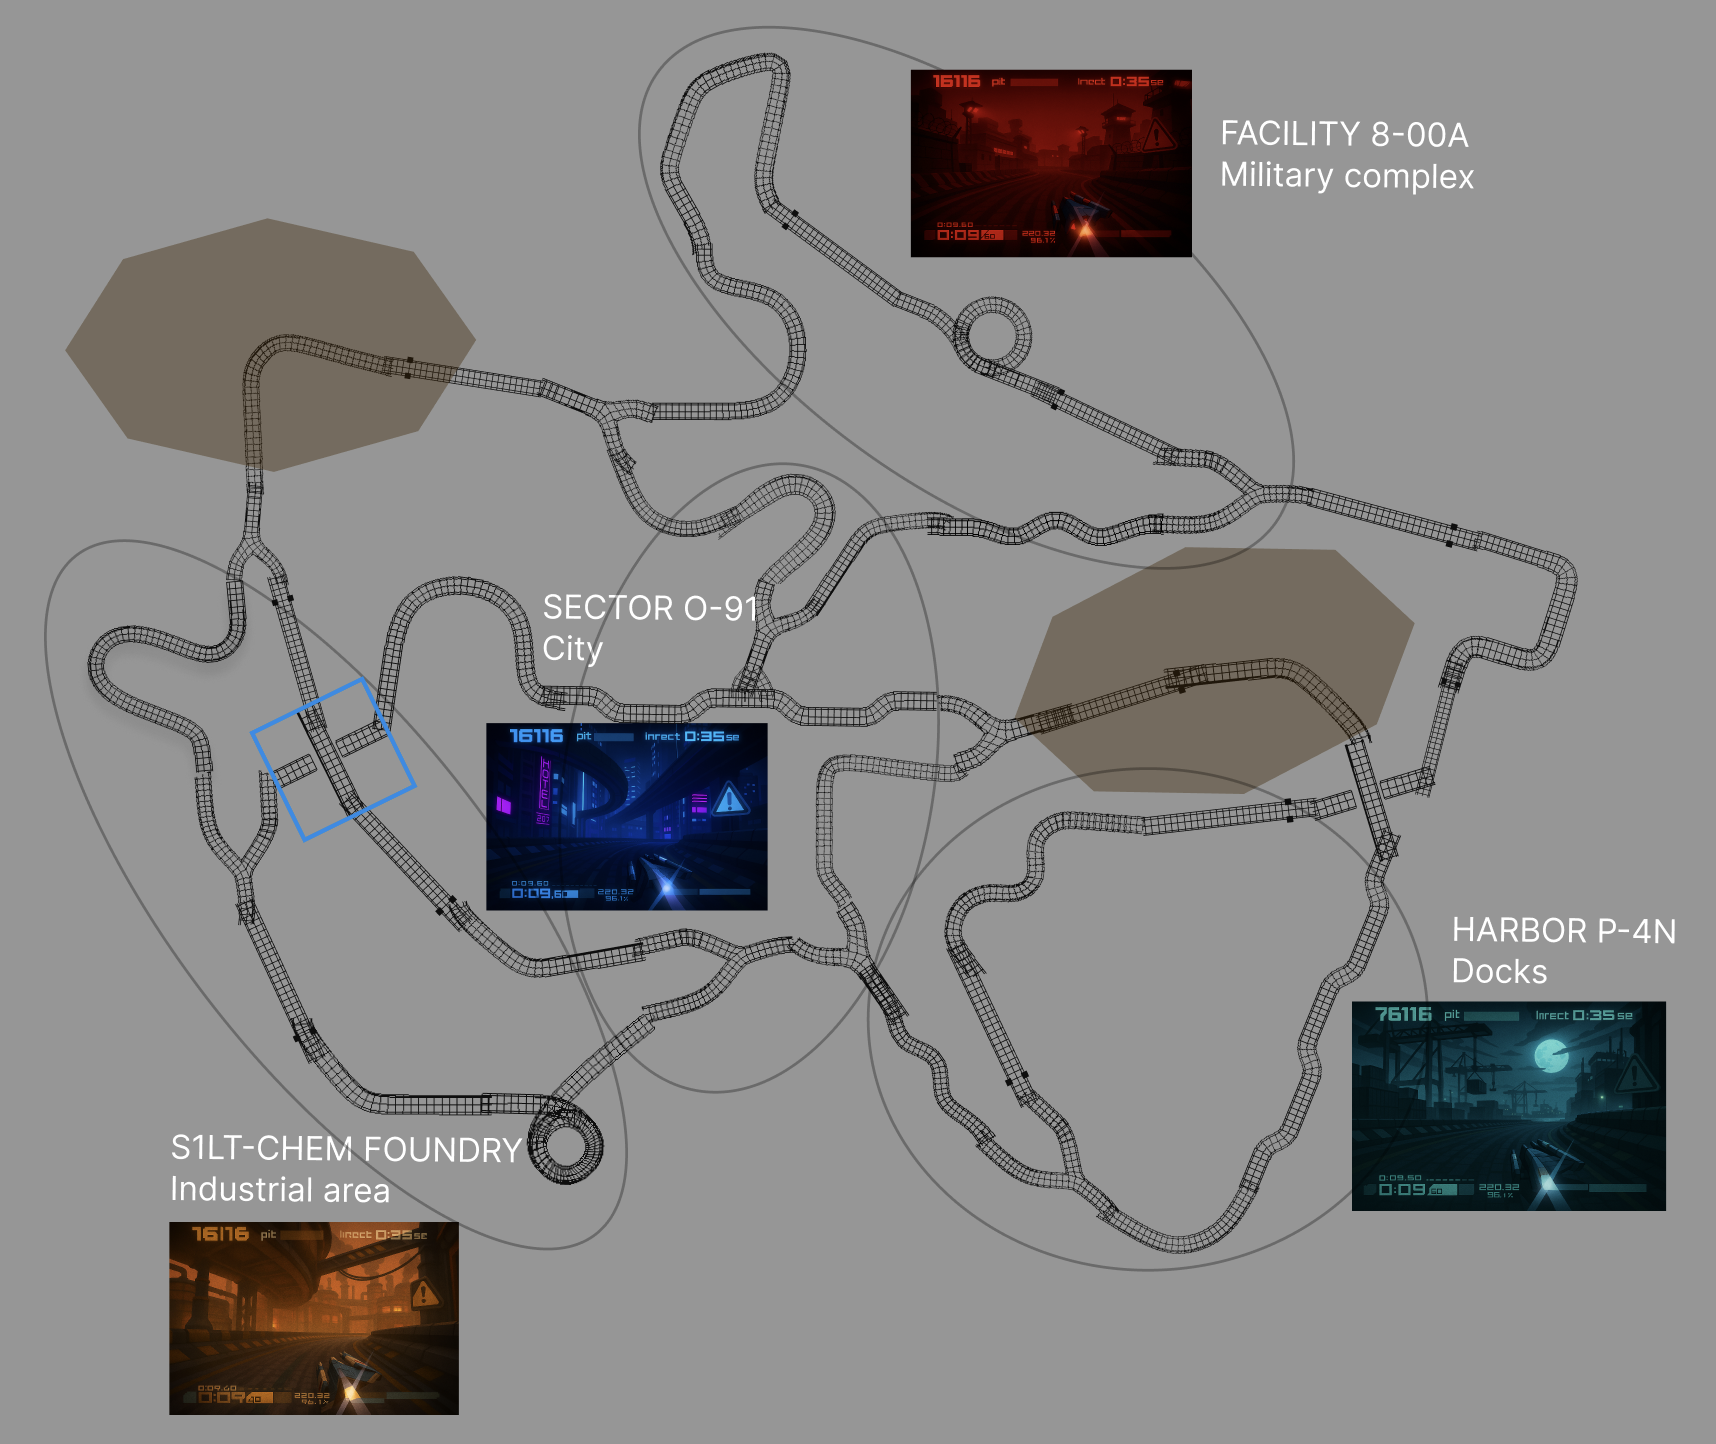 16116 pit Inrect 0:35se
0:09.60
0:09/60 220.32
96.1%
FACILITY 8-00A
Military complex
SECTOR O-91
City
16116 pit inrect 0:35se
HOTEL
0:09.60
0:09.60 220.32
96.1%
HARBOR P-4N
Docks
76116 pit Inrect 0:35se
0:09.50
0:09 60 220.32
96.1%
S1LT-CHEM FOUNDRY
Industrial area
16116 pit Inrect 0:35se
0:09.60
0:09 220.32
96.1%